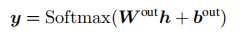 y = Softmax(W^out h + b^out)